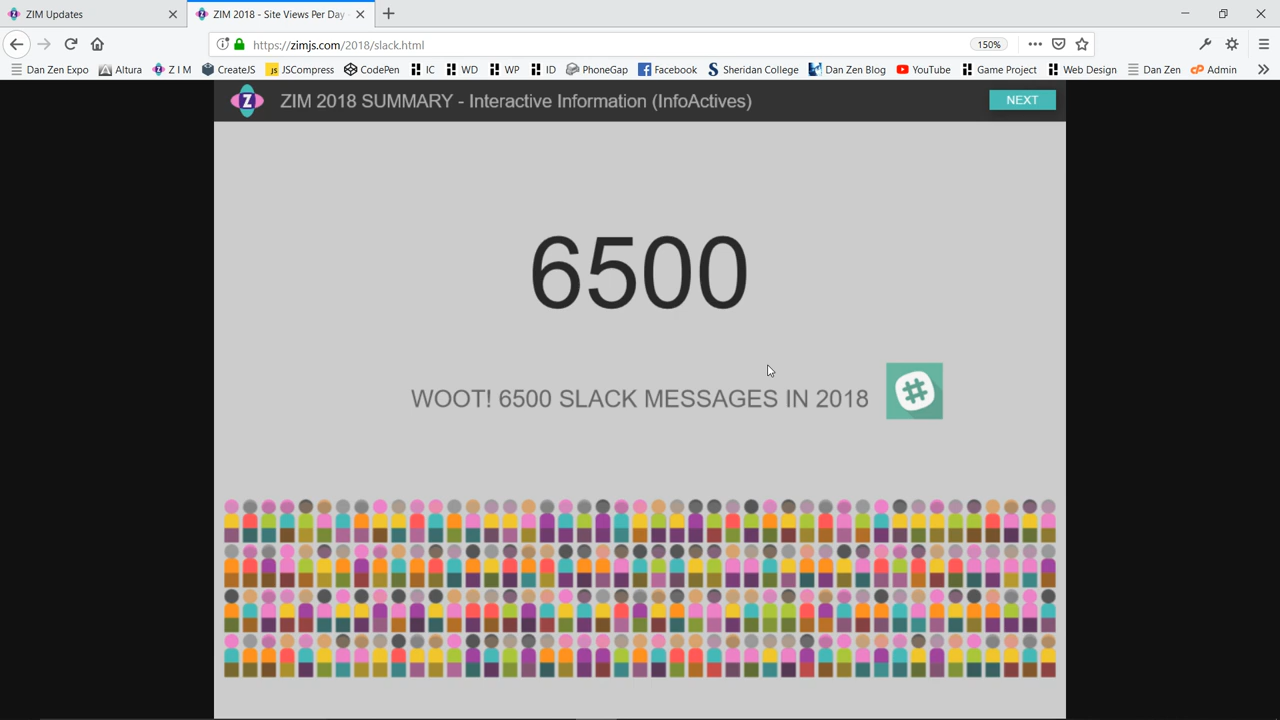 ZIM Updates
ZIM 2018 - Site Views Per Day -
https://zimjs.com/2018/slack.html
150%
Dan Zen Expo
Altura
Z I M
CreateJS
JS JSCompress
CodePen
IC
WD
WP
ID
PhoneGap
Facebook
S Sheridan College
Dan Zen Blog
YouTube
Game Project
Web Design
Dan Zen
cP Admin
Z
ZIM 2018 SUMMARY - Interactive Information (InfoActives)
NEXT
6500
WOOT! 6500 SLACK MESSAGES IN 2018
#